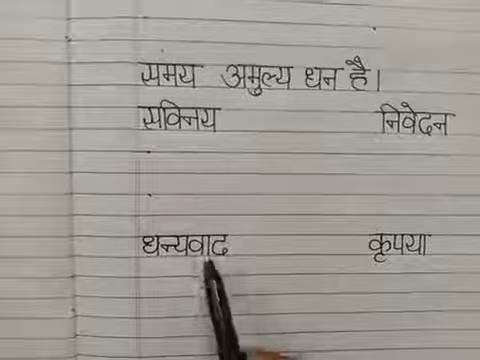 समय अमुल्य धन है।
सविनय निवेदन
धन्यवाद कृपया